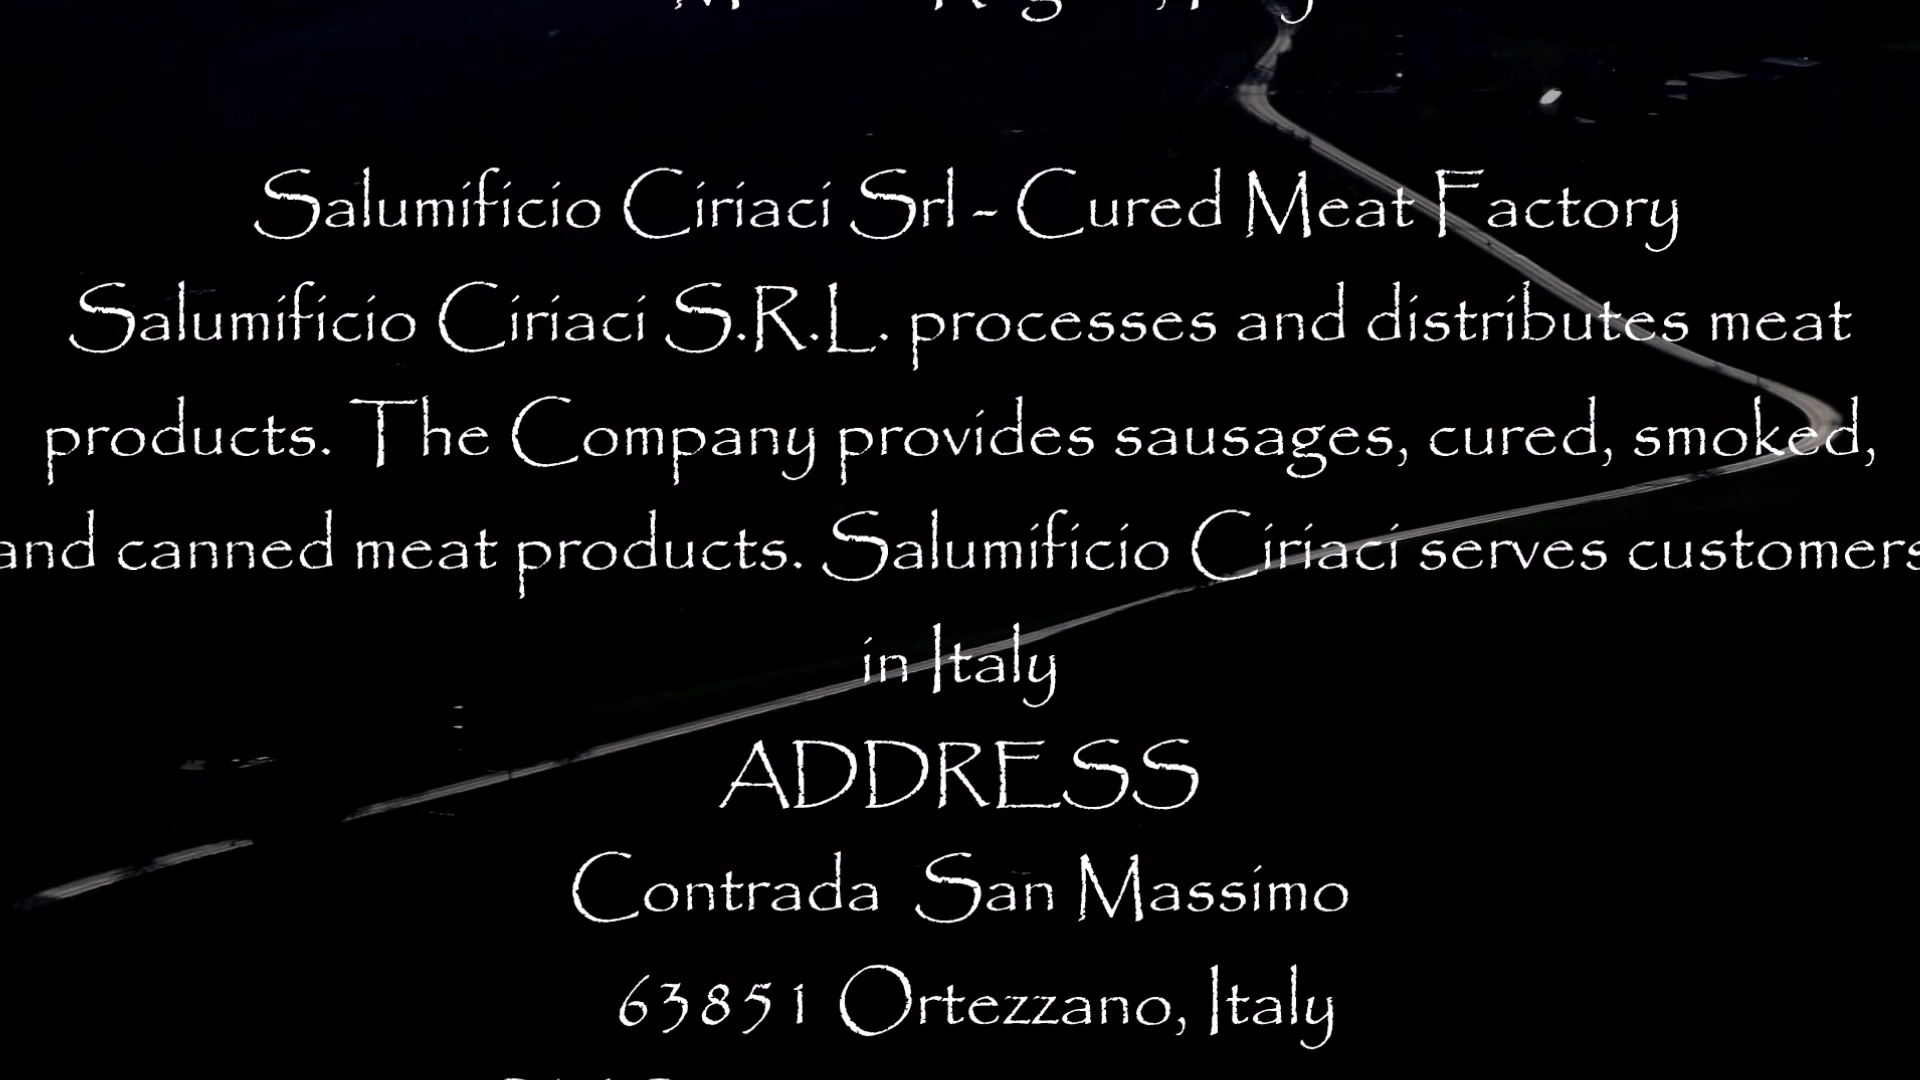 Salumificio Ciriaci Srl - Cured Meat Factory
Salumificio Ciriaci S.R.L. processes and distributes meat
products. The Company provides sausages, cured, smoked,
and canned meat products. Salumificio Ciriaci serves customers
in Italy
ADDRESS
Contrada San Massimo
63851 Ortezzano, Italy